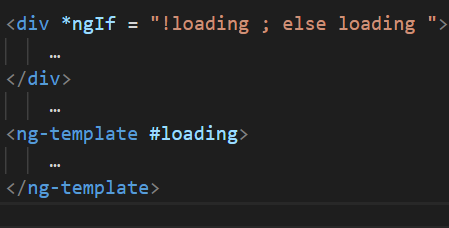 <div *ngIf = "!loading ; else loading ">
…
</div>
…
<ng-template #loading>
…
</ng-template>